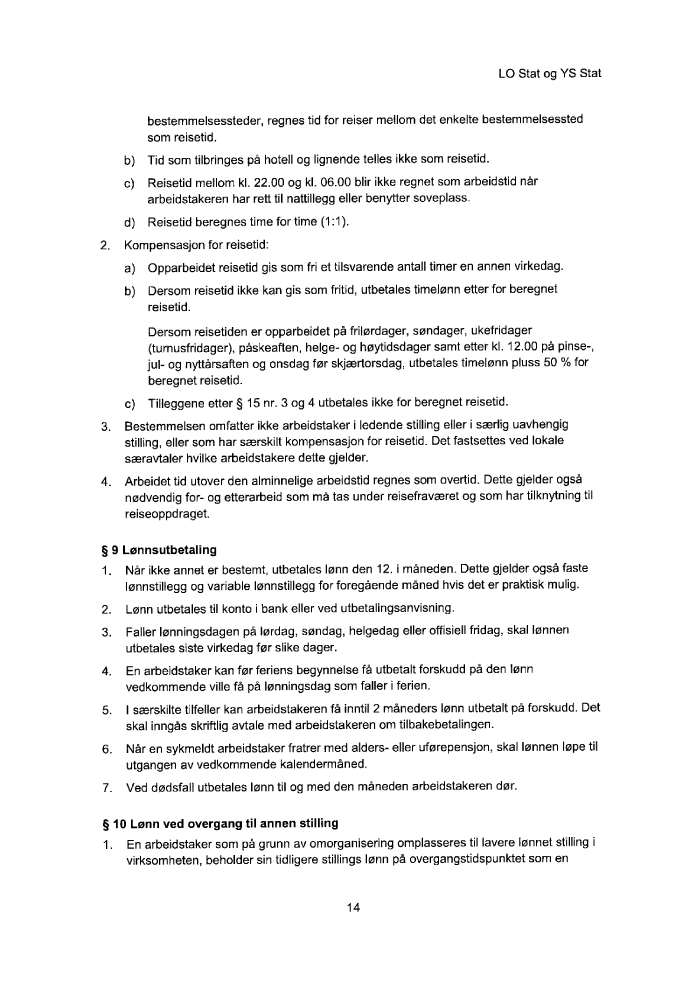 LO Stat og YS Stat
bestemmelsessteder, regnes tid for reiser mellom det enkelte bestemmelsessted
som reisetid.
b) Tid som tilbringes på hotell og lignende telles ikke som reisetid.
c) Reisetid mellom kl. 22.00 og kl. 06.00 blir ikke regnet som arbeidstid når
arbeidstakeren har rett til nattillegg eller benytter soveplass.
d) Reisetid beregnes time for time (1:1).
2. Kompensasjon for reisetid:
a) Opparbeidet reisetid gis som fri et tilsvarende antall timer en annen virkedag.
b) Dersom reisetid ikke kan gis som fritid, utbetales timelønn etter for beregnet
reisetid.
Dersom reisetiden er opparbeidet på frilørdager, søndager, ukefridager
(turnusfridager), påskeaften, helge- og høytidsdager samt etter kl. 12.00 på pinse-,
jul- og nyttårsaften og onsdag før skjærtorsdag, utbetales timelønn pluss 50 % for
beregnet reisetid.
c) Tilleggene etter § 15 nr. 3 og 4 utbetales ikke for beregnet reisetid.
3. Bestemmelsen omfatter ikke arbeidstaker i ledende stilling eller i særlig uavhengig
stilling, eller som har særskilt kompensasjon for reisetid. Det fastsettes ved lokale
særavtaler hvilke arbeidstakere dette gjelder.
4. Arbeidet tid utover den alminnelige arbeidstid regnes som overtid. Dette gjelder også
nødvendig for- og etterarbeid som må tas under reisefraværet og som har tilknytning til
reiseoppdraget.
§ 9 Lønnsutbetaling
1. Når ikke annet er bestemt, utbetales lønn den 12. i måneden. Dette gjelder også faste
lønnstillegg og variable lønnstillegg for foregående måned hvis det er praktisk mulig.
2. Lønn utbetales til konto i bank eller ved utbetalingsanvisning.
3. Faller lønningsdagen på lørdag, søndag, helgedag eller offisiell fridag, skal lønnen
utbetales siste virkedag før slike dager.
4. En arbeidstaker kan før feriens begynnelse få utbetalt forskudd på den lønn
vedkommende ville få på lønningsdag som faller i ferien.
5. I særskilte tilfeller kan arbeidstakeren få inntil 2 måneders lønn utbetalt på forskudd. Det
skal inngås skriftlig avtale med arbeidstakeren om tilbakebetalingen.
6. Når en sykmeldt arbeidstaker fratrer med alders- eller uførepensjon, skal lønnen løpe til
utgangen av vedkommende kalendermåned.
7. Ved dødsfall utbetales lønn til og med den måneden arbeidstakeren dør.
§ 10 Lønn ved overgang til annen stilling
1. En arbeidstaker som på grunn av omorganisering omplasseres til lavere lønnet stilling i
virksomheten, beholder sin tidligere stillings lønn på overgangstidspunktet som en
14